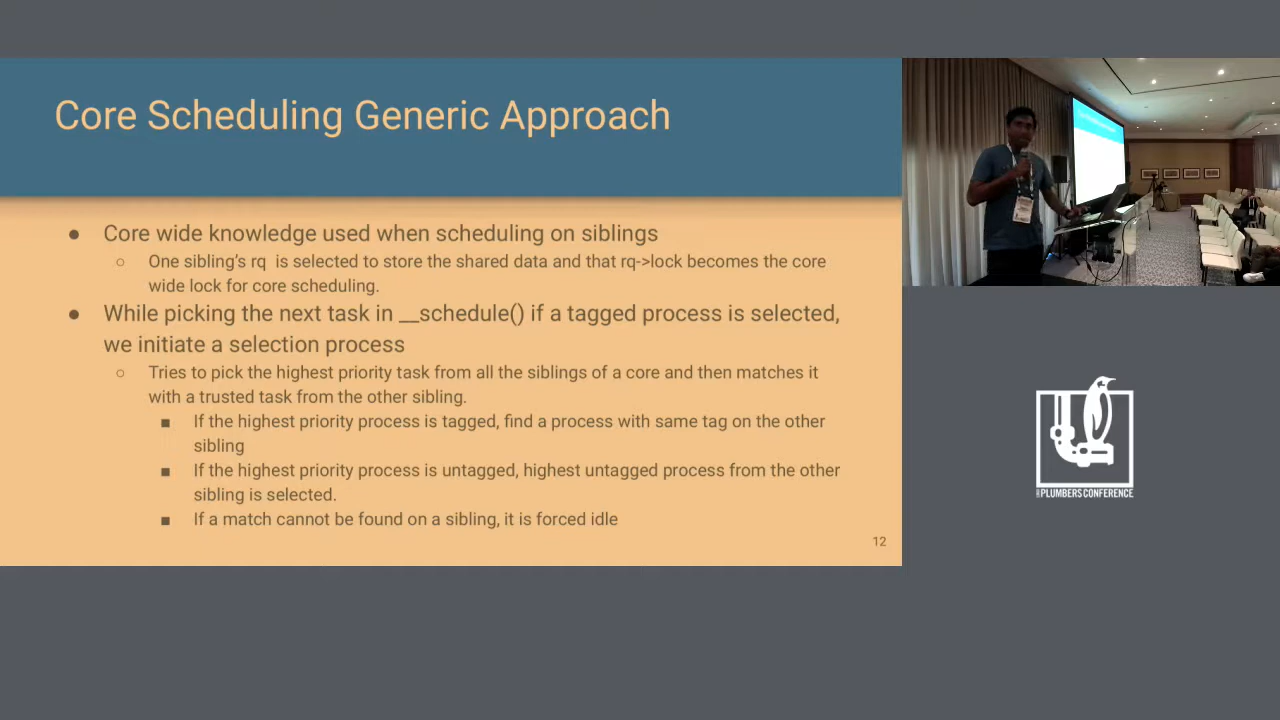 Core Scheduling Generic Approach
● Core wide knowledge used when scheduling on siblings
○ One sibling's rq is selected to store the shared data and that rq->lock becomes the core
wide lock for core scheduling.
● While picking the next task in __schedule() if a tagged process is selected,
we initiate a selection process
○ Tries to pick the highest priority task from all the siblings of a core and then matches it
with a trusted task from the other sibling.
■ If the highest priority process is tagged, find a process with same tag on the other
sibling
■ If the highest priority process is untagged, highest untagged process from the other
sibling is selected.
■ If a match cannot be found on a sibling, it is forced idle
12
PLUMBERS CONFERENCE